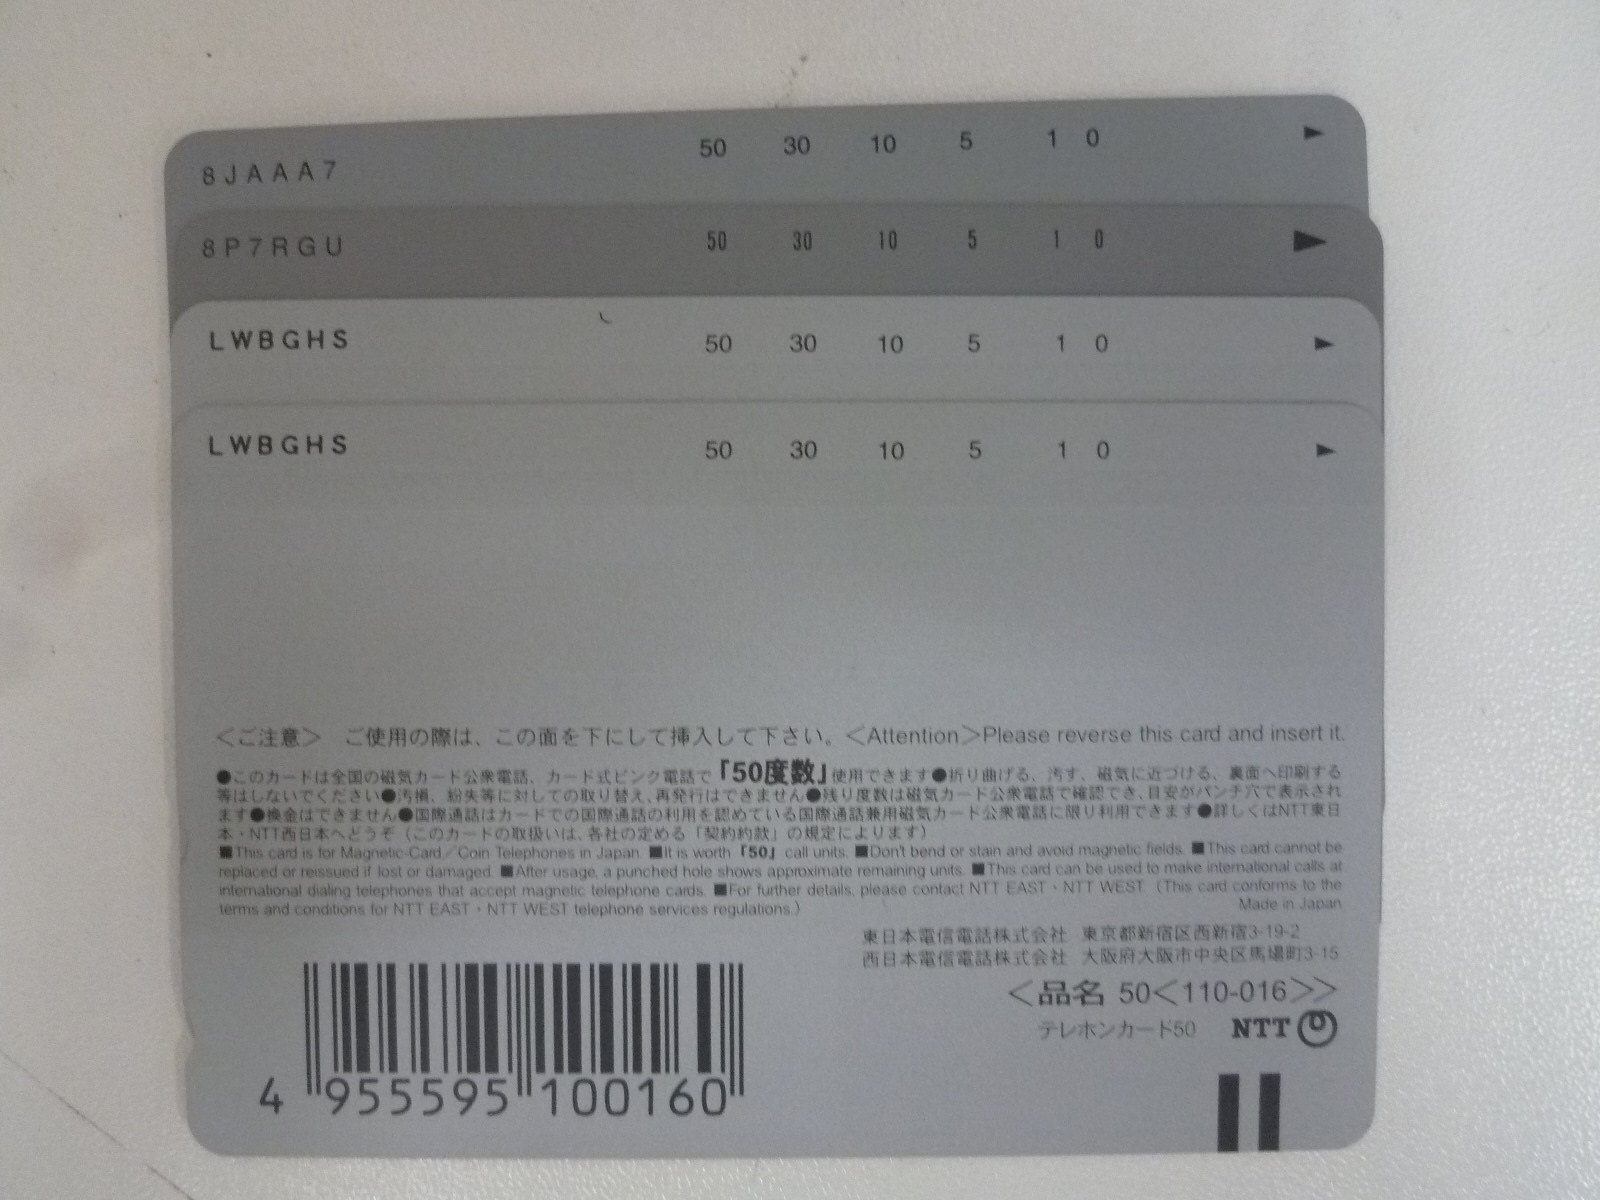 8JAAA7 50 30 10 5 1 0 ►
8P7RGU 50 30 10 5 1 0 ►
LWBGHS 50 30 10 5 1 0 ►
LWBGHS 50 30 10 5 1 0 ►
＜ご注意＞ ご使用の際は、この面を下にして挿入して下さい。＜Attention＞Please reverse this card and insert it.
●このカードは全国の磁気カード公衆電話、カード式ピンク電話で「50度数」使用できます●折り曲げる、汚す、磁気に近づける、裏面へ印刷する
等はしないでください●汚損、紛失等に対しての取り替え、再発行はできません●残り度数は磁気カード公衆電話で確認でき、目安がパンチ穴で表示され
ます●換金はできません●国際通話はカードでの国際通話の利用を認めている国際通話兼用磁気カード公衆電話に限り利用できます●詳しくはNTT東日
本・NTT西日本へどうぞ（このカードの取扱いは、各社の定める「契約約款」の規定によります）
■This card is for Magnetic-Card／Coin Telephones in Japan. ■It is worth「50」call units. ■Don't bend or stain and avoid magnetic fields. ■This card cannot be
replaced or reissued if lost or damaged. ■After usage, a punched hole shows approximate remaining units. ■This card can be used to make international calls at
international dialing telephones that accept magnetic telephone cards. ■For further details, please contact NTT EAST・NTT WEST.（This card conforms to the
terms and conditions for NTT EAST・NTT WEST telephone services regulations.）
Made in Japan
東日本電信電話株式会社 東京都新宿区西新宿3-19-2
西日本電信電話株式会社 大阪府大阪市中央区馬場町3-15
＜品名 50＜110-016＞＞
テレホンカード50 NTT
4 955595 100160